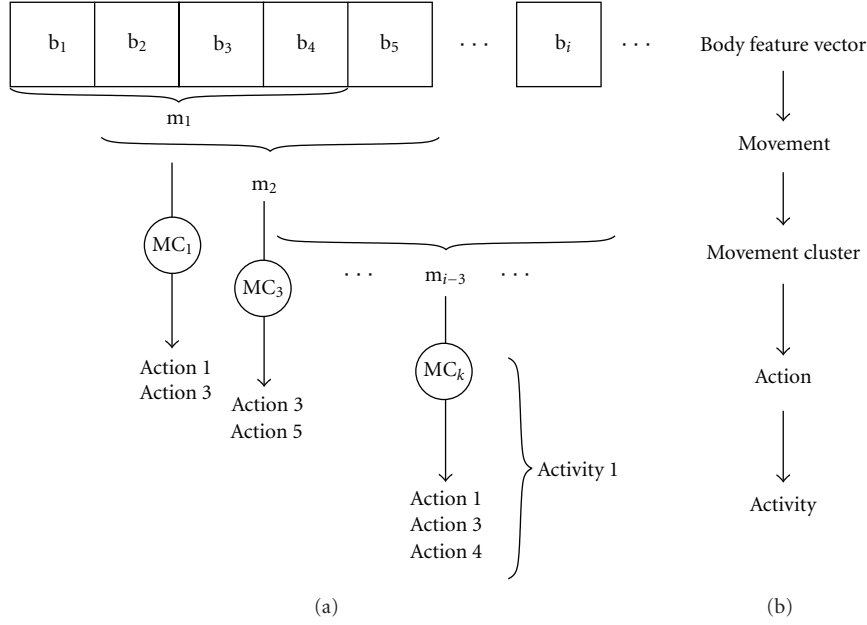 b₁ b₂ b₃ b₄ b₅ · · · bᵢ · · · Body feature vector
m₁
Movement
m₂
MC₁
Movement cluster
MC₃ · · · mᵢ₋₃ · · ·
Action 1
Action 3
MCₖ
Action
Action 3
Action 5
Activity 1
Action 1
Action 3
Action 4
Activity
(a) (b)